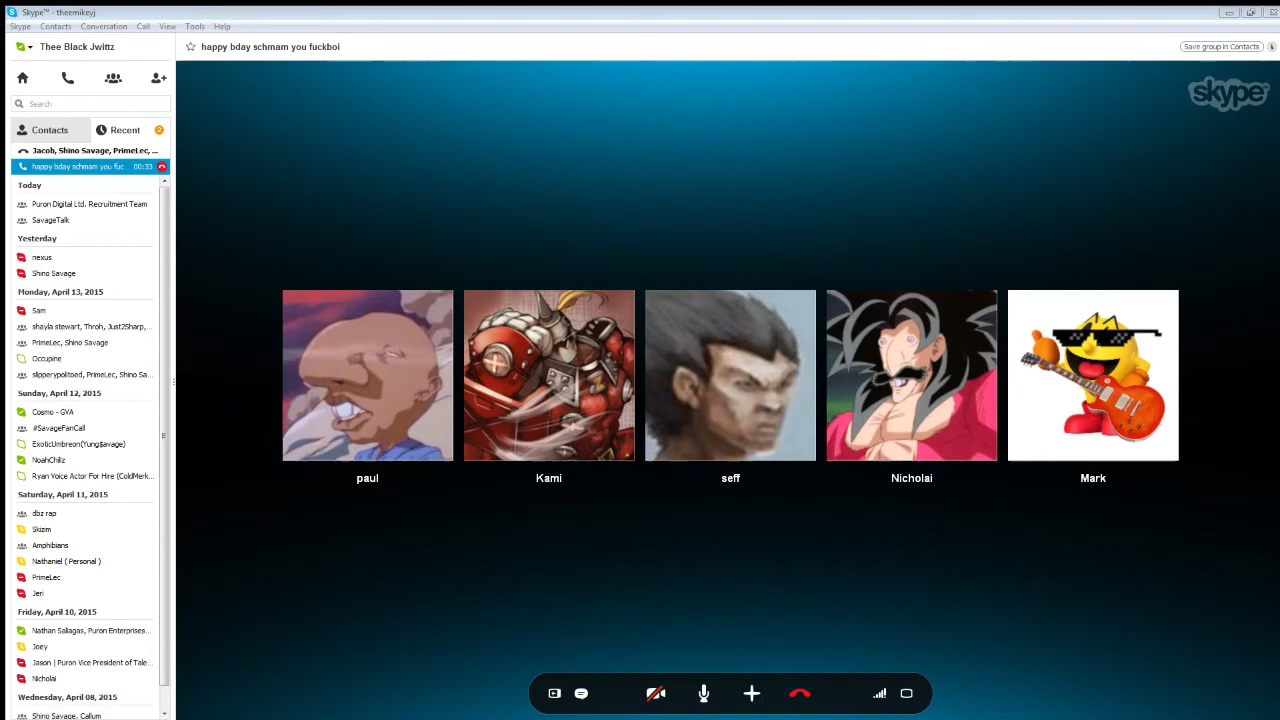 Skype™ - theemikeyj
Skype Contacts Conversation Call View Tools Help
Thee Black Jwittz
happy bday schmam you fuckboi
Save group in Contacts
skype
Search
Contacts
Recent 2
Jacob, Shino Savage, PrimeLec, ...
happy bday schmam you fuc 00:33
Today
Puron Digital Ltd, Recruitment Team
SavageTalk
Yesterday
nexus
Shino Savage
Monday, April 13, 2015
Sam
shayla stewart, Throh, Just2Sharp,...
PrimeLec, Shino Savage
Occupine
slipperypolitoed, PrimeLec, Shino Sa...
Sunday, April 12, 2015
Cosmo - GVA
#SavageFanCall
ExoticUmbreon(Yung$avage)
NoahChillz
Ryan Voice Actor For Hire (ColdMerk...
Saturday, April 11, 2015
dbz rap
Skizim
Amphibians
Nathaniel ( Personal )
PrimeLec
Jeri
Friday, April 10, 2015
Nathan Saliagas, Puron Enterprises...
Joey
Jason | Puron Vice President of Tale...
Nicholai
Wednesday, April 08, 2015
Shino Savage, Callum
paul
Kami
seff
Nicholai
Mark